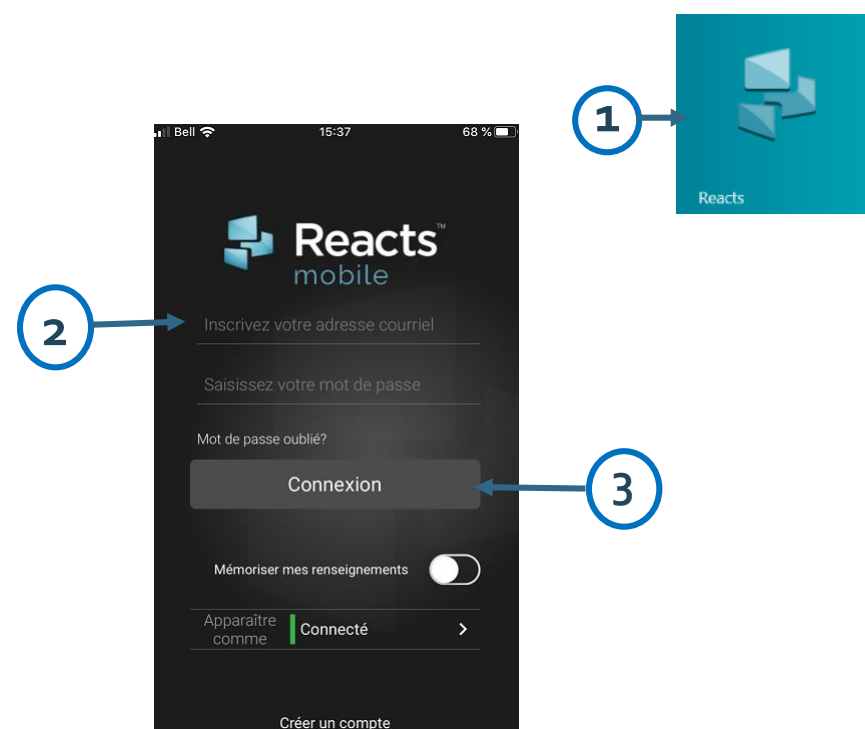 1
Reacts
Bell 15:37 68 %
Reacts™
mobile
2
Inscrivez votre adresse courriel
Saisissez votre mot de passe
Mot de passe oublié?
Connexion
3
Mémoriser mes renseignements
Apparaître
comme
Connecté
Créer un compte